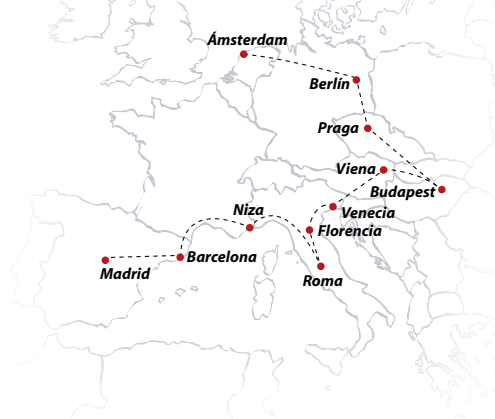 Ámsterdam
Berlín
Praga
Viena
Budapest
Venecia
Niza
Florencia
Barcelona
Madrid
Roma